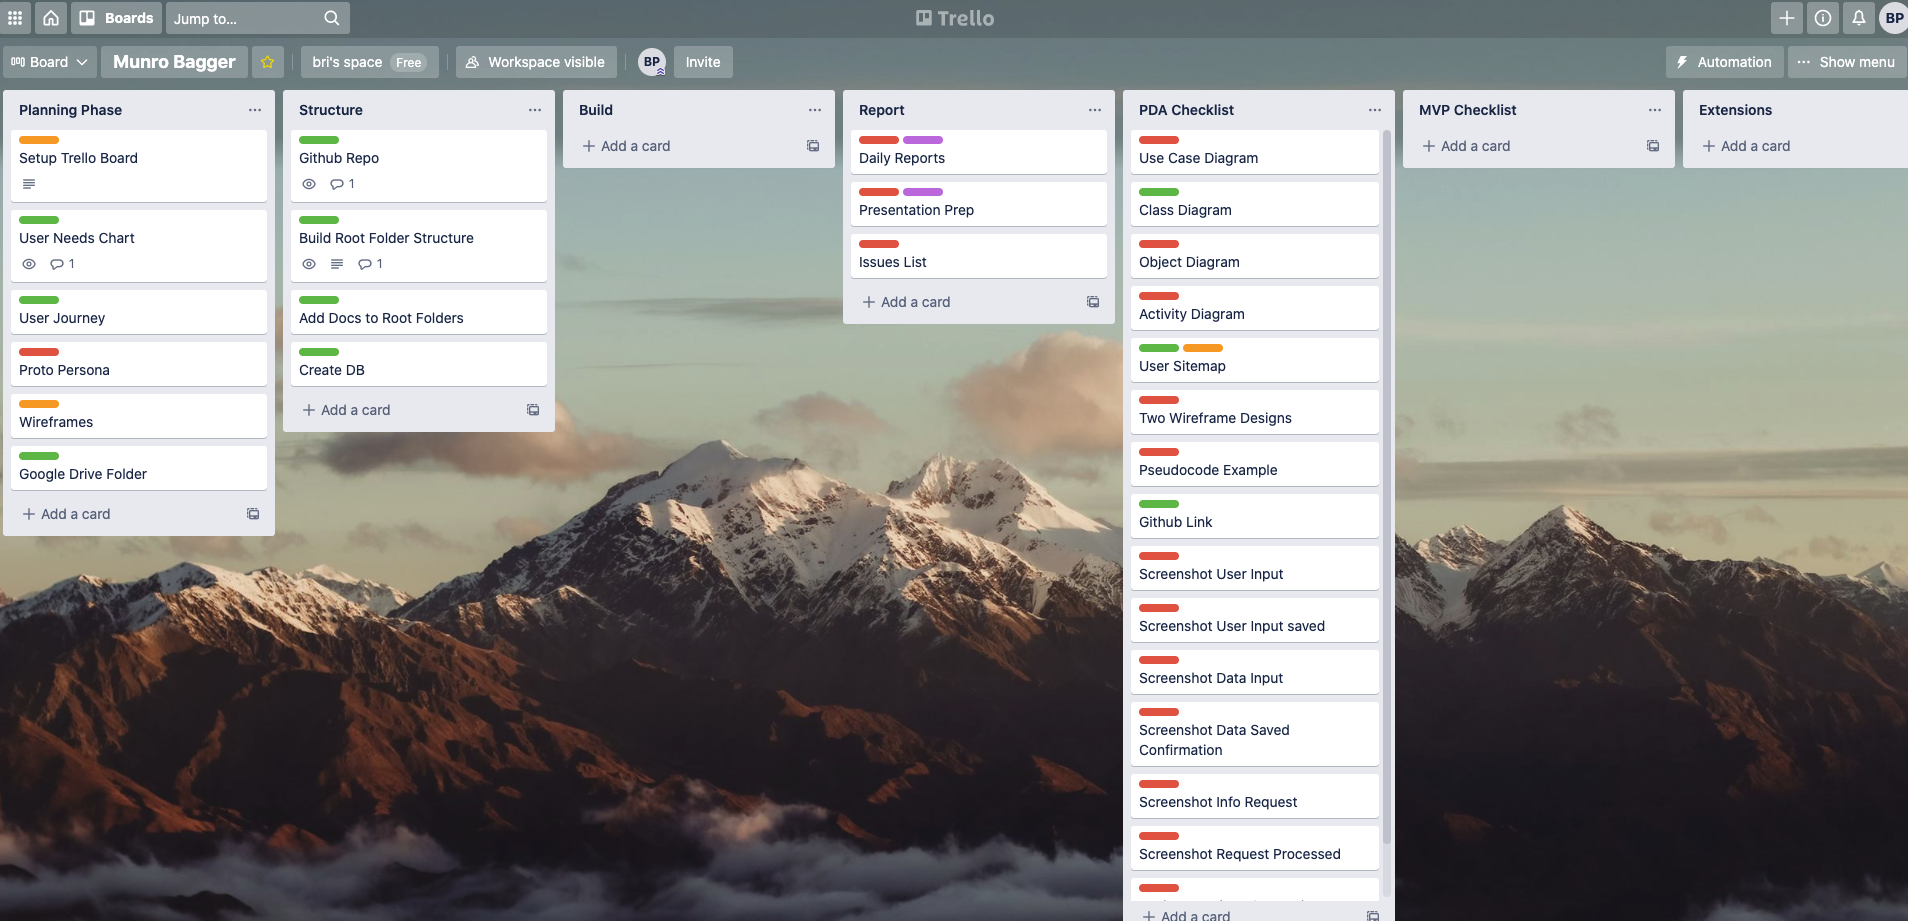 Boards
Jump to...
Trello
BP
Board
Munro Bagger
bri's space Free
Workspace visible
BP
Invite
Automation
Show menu
Planning Phase
Setup Trello Board
User Needs Chart
1
User Journey
Proto Persona
Wireframes
Google Drive Folder
Add a card
Structure
Github Repo
1
Build Root Folder Structure
1
Add Docs to Root Folders
Create DB
Add a card
Build
Add a card
Report
Daily Reports
Presentation Prep
Issues List
Add a card
PDA Checklist
Use Case Diagram
Class Diagram
Object Diagram
Activity Diagram
User Sitemap
Two Wireframe Designs
Pseudocode Example
Github Link
Screenshot User Input
Screenshot User Input saved
Screenshot Data Input
Screenshot Data Saved
Confirmation
Screenshot Info Request
Screenshot Request Processed
Add a card
MVP Checklist
Add a card
Extensions
Add a card